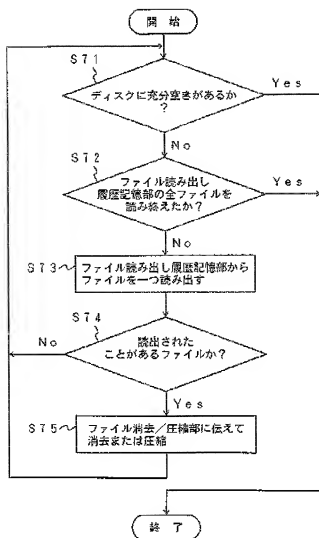 開始
S71
ディスクに充分空きがあるか
?
Yes
No
S72
ファイル読み出し
履歴記憶部の全ファイルを
読み終えたか?
Yes
No
S73
ファイル読み出し履歴記憶部から
ファイルを一つ読み出す
S74
No
読出された
ことがあるファイルか?
Yes
S75
ファイル消去/圧縮部に伝えて
消去または圧縮
終了